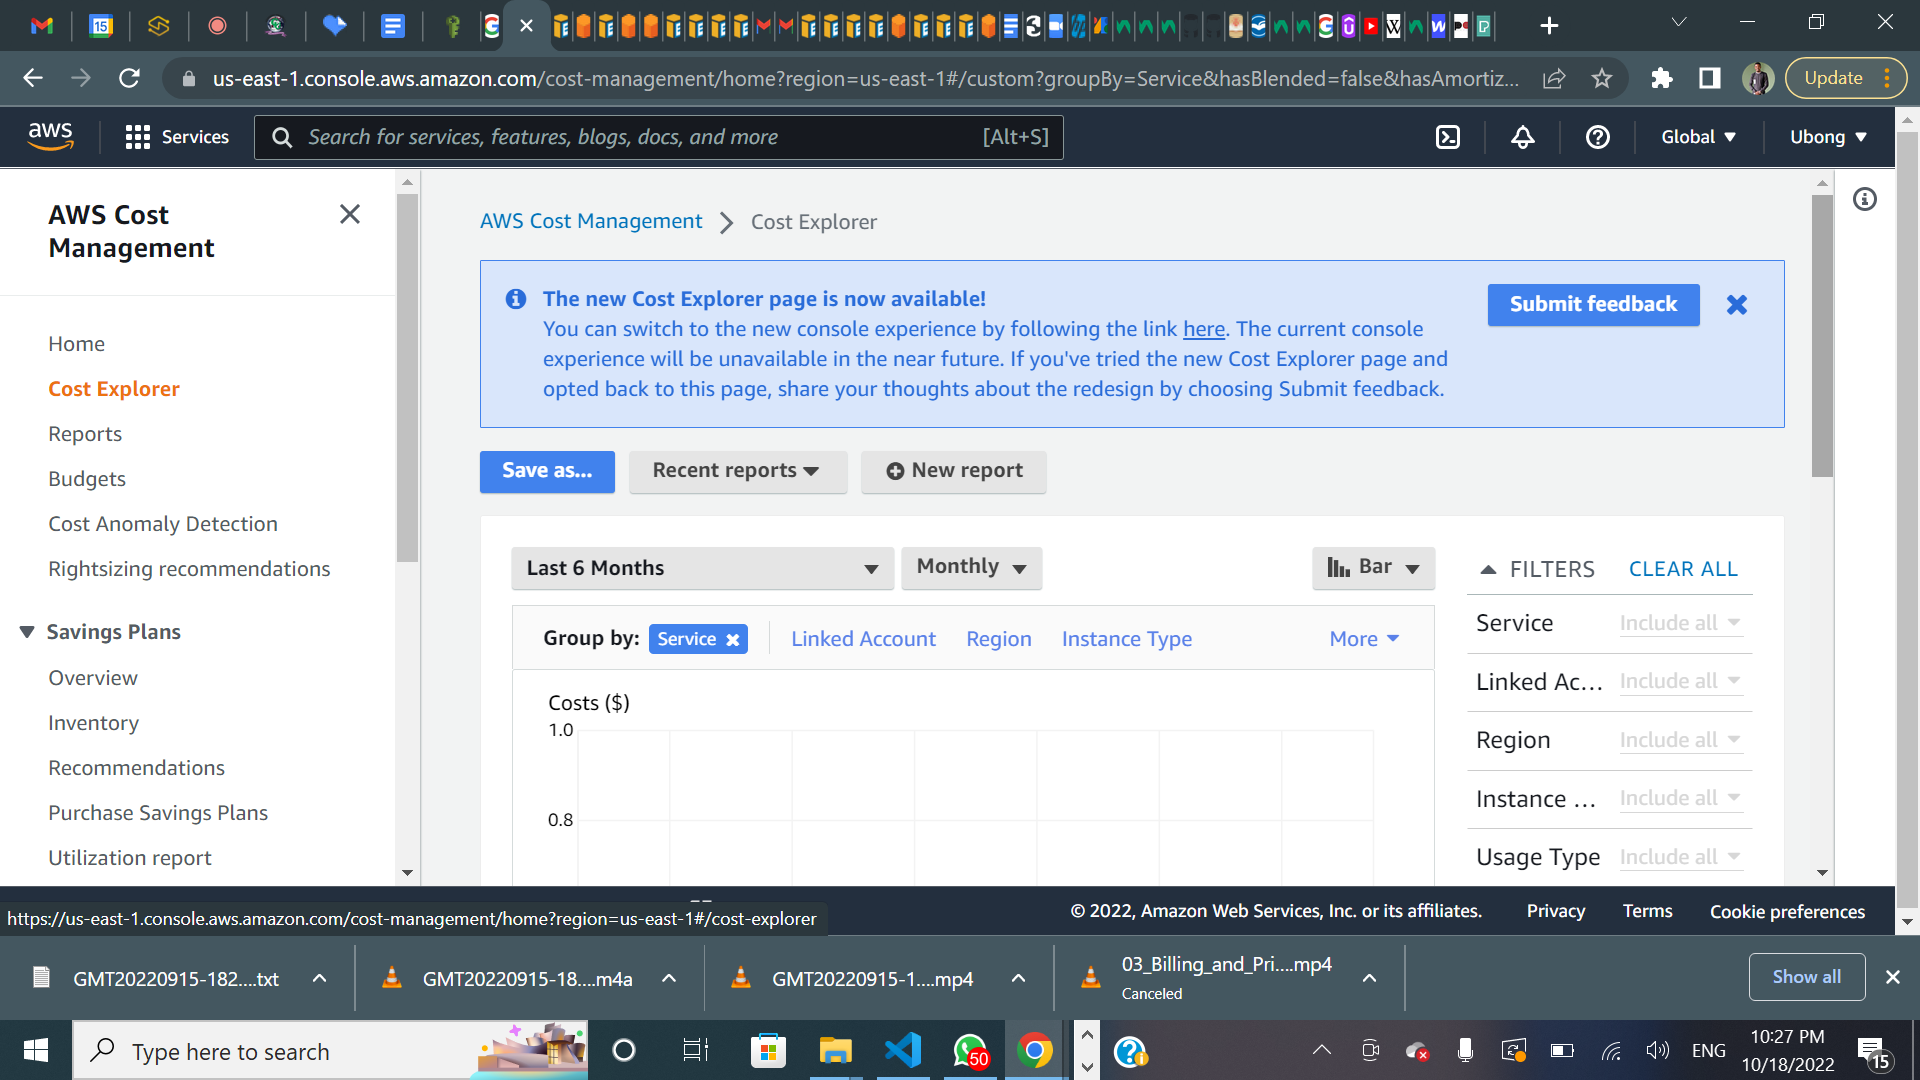 15
us-east-1.console.aws.amazon.com/cost-management/home?region=us-east-1#/custom?groupBy=Service&hasBlended=false&hasAmortiz...
Update
aws
Services
Search for services, features, blogs, docs, and more
[Alt+S]
Global
Ubong
AWS Cost
Management
Home
Cost Explorer
Reports
Budgets
Cost Anomaly Detection
Rightsizing recommendations
Savings Plans
Overview
Inventory
Recommendations
Purchase Savings Plans
Utilization report
AWS Cost Management
Cost Explorer
The new Cost Explorer page is now available!
You can switch to the new console experience by following the link here. The current console
experience will be unavailable in the near future. If you've tried the new Cost Explorer page and
opted back to this page, share your thoughts about the redesign by choosing Submit feedback.
Submit feedback
Save as...
Recent reports
New report
Last 6 Months
Monthly
Bar
Group by:
Service
Linked Account
Region
Instance Type
More
Costs ($)
1.0
0.8
FILTERS
CLEAR ALL
Service
Include all
Linked Ac...
Include all
Region
Include all
Instance ...
Include all
Usage Type
Include all
https://us-east-1.console.aws.amazon.com/cost-management/home?region=us-east-1#/cost-explorer
© 2022, Amazon Web Services, Inc. or its affiliates.
Privacy
Terms
Cookie preferences
GMT20220915-182....txt
GMT20220915-18....m4a
GMT20220915-1....mp4
03_Billing_and_Pri....mp4
Canceled
Show all
Type here to search
50
ENG
10:27 PM
10/18/2022
15